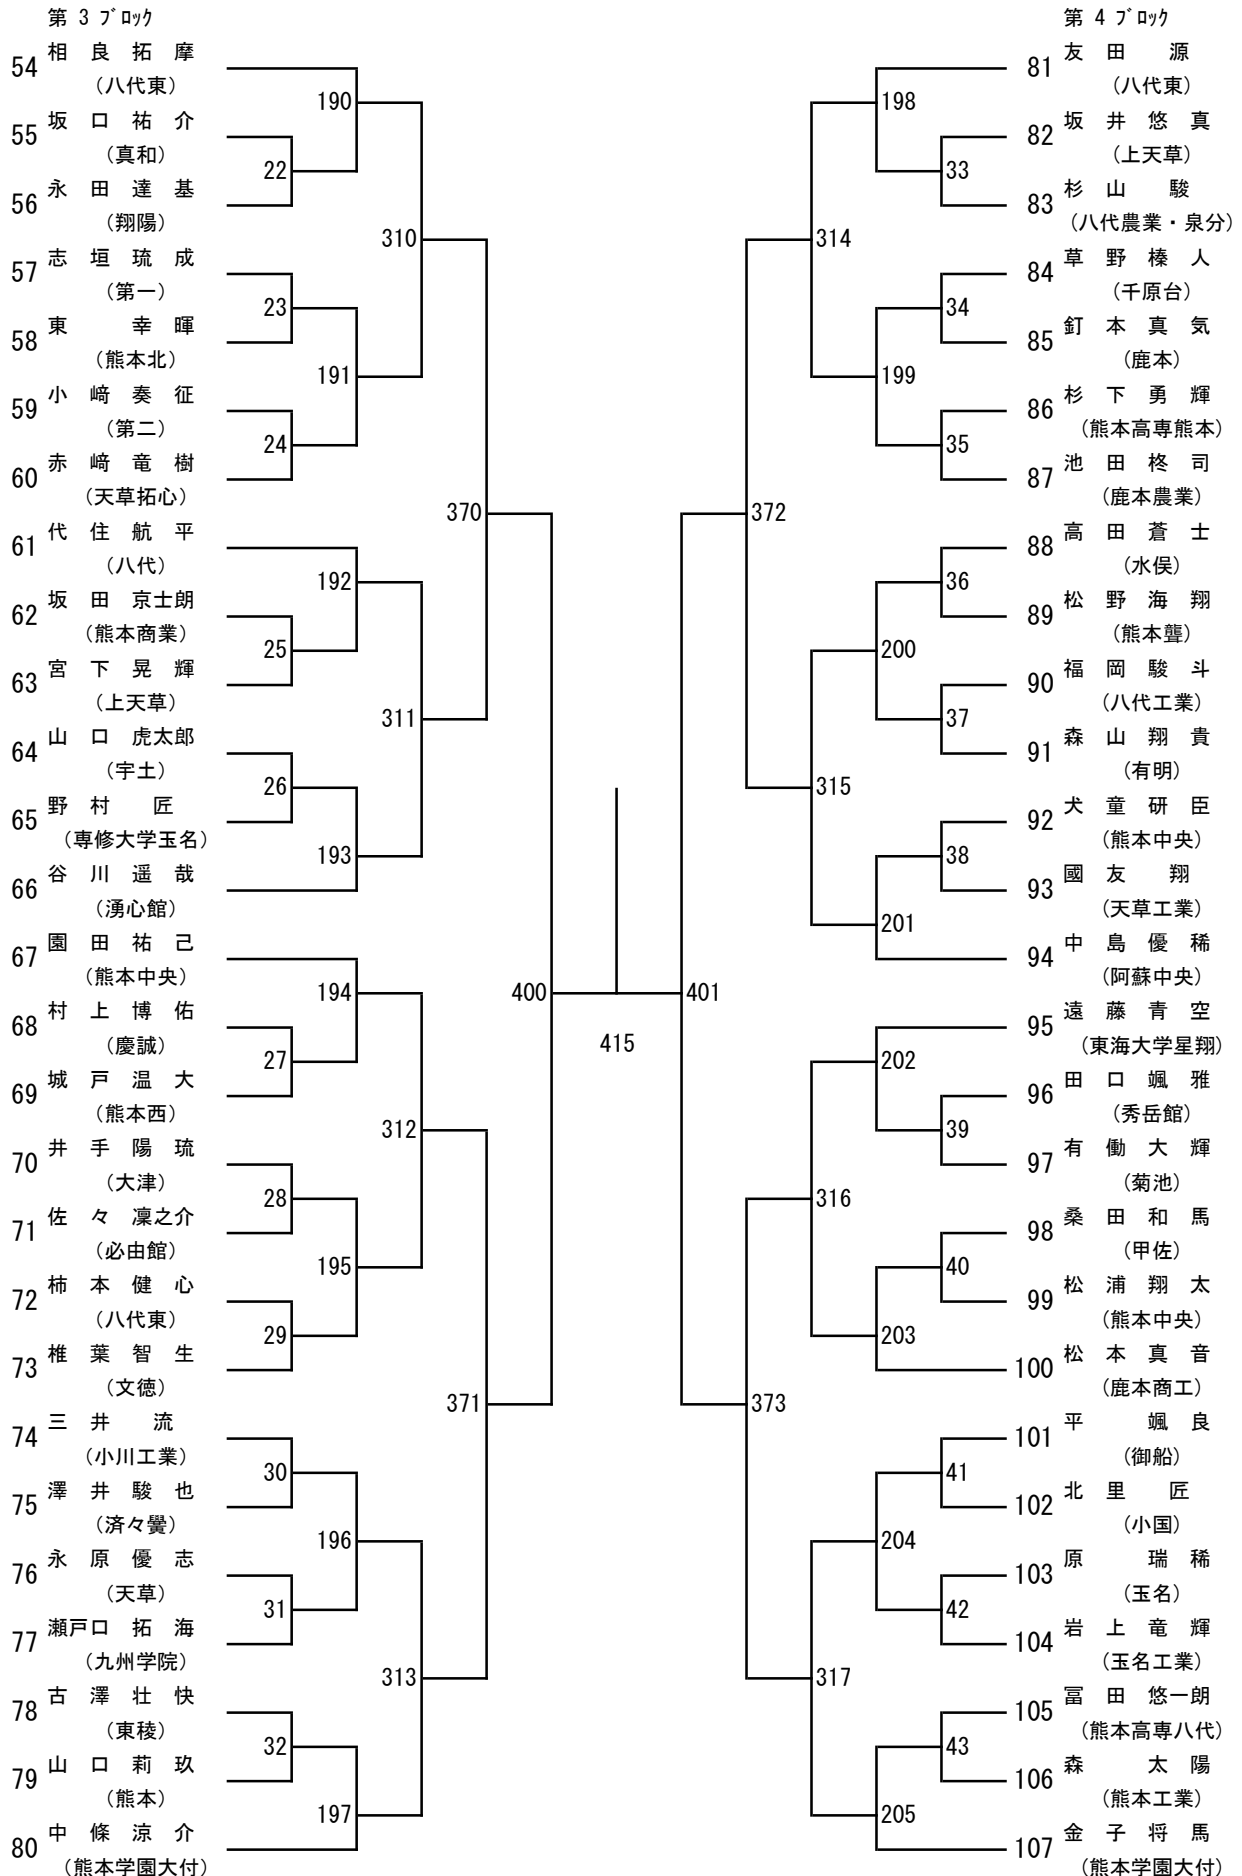 第 3 ブロック
54 相 良 拓 摩
(八代東)
190
55 坂 口 祐 介
(真和)
22
56 永 田 達 基
(翔陽)
310
57 志 垣 琉 成
(第一)
23
58 東 幸 暉
(熊本北)
191
59 小 﨑 奏 征
(第二)
24
60 赤 﨑 竜 樹
(天草拓心)
370
61 代 住 航 平
(八代)
192
62 坂 田 京士朗
(熊本商業)
25
63 宮 下 晃 輝
(上天草)
311
64 山 口 虎太郎
(宇土)
26
65 野 村 匠
(専修大学玉名)
193
66 谷 川 遥 哉
(湧心館)
67 園 田 祐 己
(熊本中央)
194
400
68 村 上 博 佑
(慶誠)
27
69 城 戸 温 大
(熊本西)
312
70 井 手 陽 琉
(大津)
28
71 佐 々 凜之介
(必由館)
195
72 柿 本 健 心
(八代東)
29
73 椎 葉 智 生
(文徳)
371
74 三 井 流
(小川工業)
30
75 澤 井 駿 也
(済々黌)
196
76 永 原 優 志
(天草)
31
77 瀬戸口 拓 海
(九州学院)
313
78 古 澤 壮 快
(東稜)
32
79 山 口 莉 玖
(熊本)
197
80 中 條 涼 介
(熊本学園大付)
415
第 4 ブロック
81 友 田 源
(八代東)
198
82 坂 井 悠 真
(上天草)
33
83 杉 山 駿
(八代農業・泉分)
314
84 草 野 榛 人
(千原台)
34
85 釘 本 真 気
(鹿本)
199
86 杉 下 勇 輝
(熊本高専熊本)
35
87 池 田 柊 司
(鹿本農業)
372
88 高 田 蒼 士
(水俣)
36
89 松 野 海 翔
(熊本聾)
200
90 福 岡 駿 斗
(八代工業)
37
91 森 山 翔 貴
(有明)
315
92 犬 童 研 臣
(熊本中央)
38
93 國 友 翔
(天草工業)
201
94 中 島 優 稀
(阿蘇中央)
401
95 遠 藤 青 空
(東海大学星翔)
202
96 田 口 颯 雅
(秀岳館)
39
97 有 働 大 輝
(菊池)
316
98 桑 田 和 馬
(甲佐)
40
99 松 浦 翔 太
(熊本中央)
203
100 松 本 真 音
(鹿本商工)
373
101 平 颯 良
(御船)
41
102 北 里 匠
(小国)
204
103 原 瑞 稀
(玉名)
42
104 岩 上 竜 輝
(玉名工業)
317
105 冨 田 悠一朗
(熊本高専八代)
43
106 森 太 陽
(熊本工業)
205
107 金 子 将 馬
(熊本学園大付)